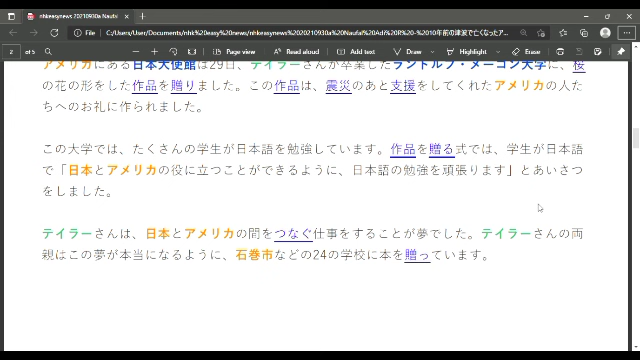 nhkeasynews 20210930a Naufal
File
/Users/User/Documents/nhk%20easy%20news/nhkeasynews%2020210930a%20Naufal%20Adi%20R%20-%2010年前の津波で亡くなったア...
2 of 5
Page view
Read aloud
Add text
Draw
Highlight
Erase
アメリカにある日本大使館は29日、テイラーさんが卒業したランドルフ・メーコン大学に、桜
の花の形をした作品を贈りました。この作品は、震災のあと支援をしてくれたアメリカの人た
ちへのお礼に作られました。
この大学では、たくさんの学生が日本語を勉強しています。作品を贈る式では、学生が日本語
で「日本とアメリカの役に立つことができるように、日本語の勉強を頑張ります」とあいさつ
をしました。
テイラーさんは、日本とアメリカの間をつなぐ仕事をすることが夢でした。テイラーさんの両
親はこの夢が本当になるように、石巻市などの24の学校に本を贈っています。